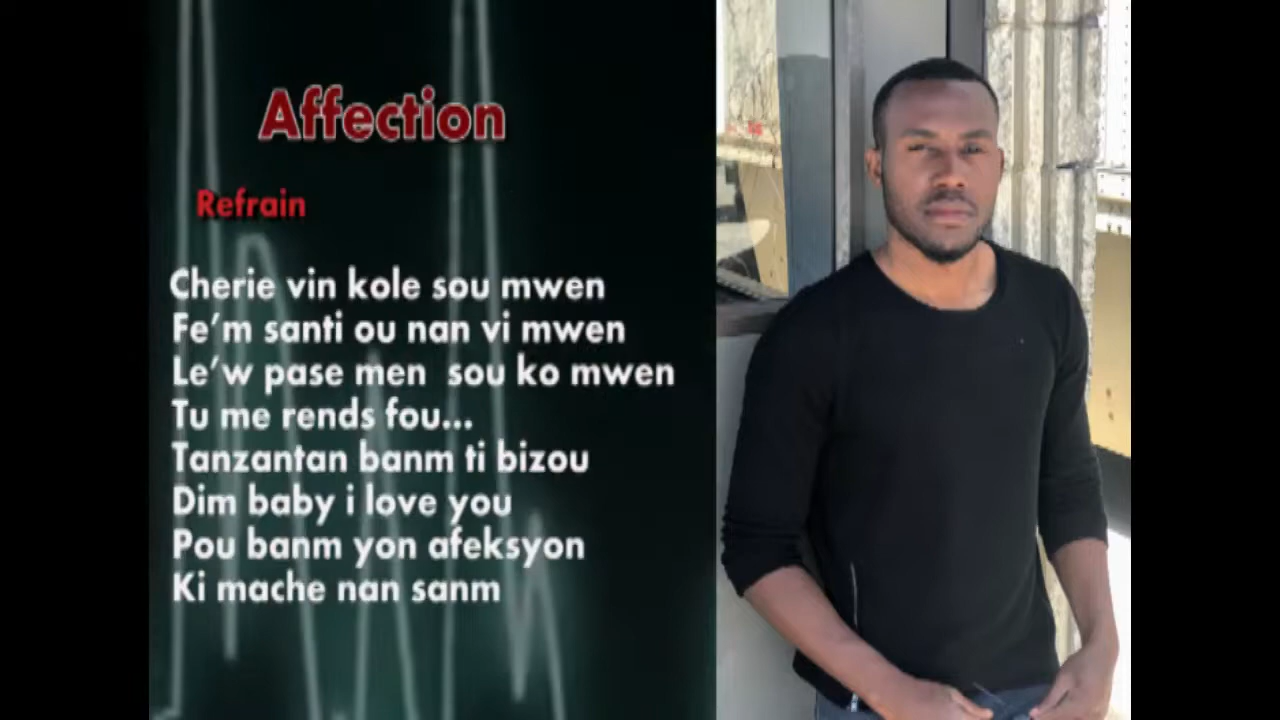 Affection
Refrain
Cherie vin kole sou mwen
Fe'm santi ou nan vi mwen
Le'w pase men sou ko mwen
Tu me rends fou...
Tanzantan banm ti bizou
Dim baby i love you
Pou banm yon afeksyon
Ki mache nan sanm